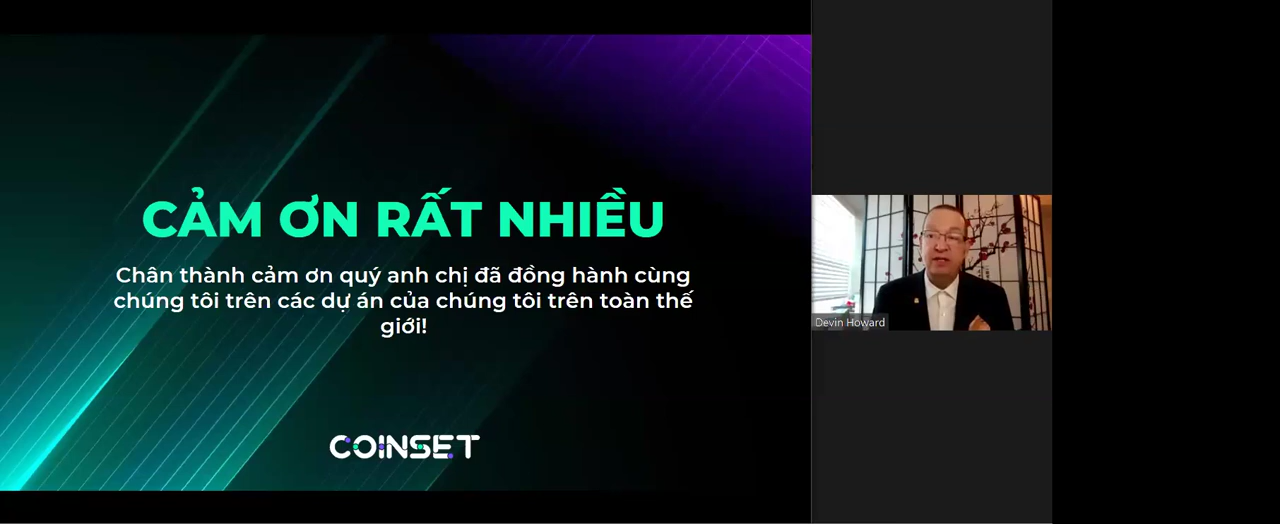 CẢM ƠN RẤT NHIỀU
Chân thành cảm ơn quý anh chị đã đồng hành cùng
chúng tôi trên các dự án của chúng tôi trên toàn thế
giới!
COINSET
Devin Howard